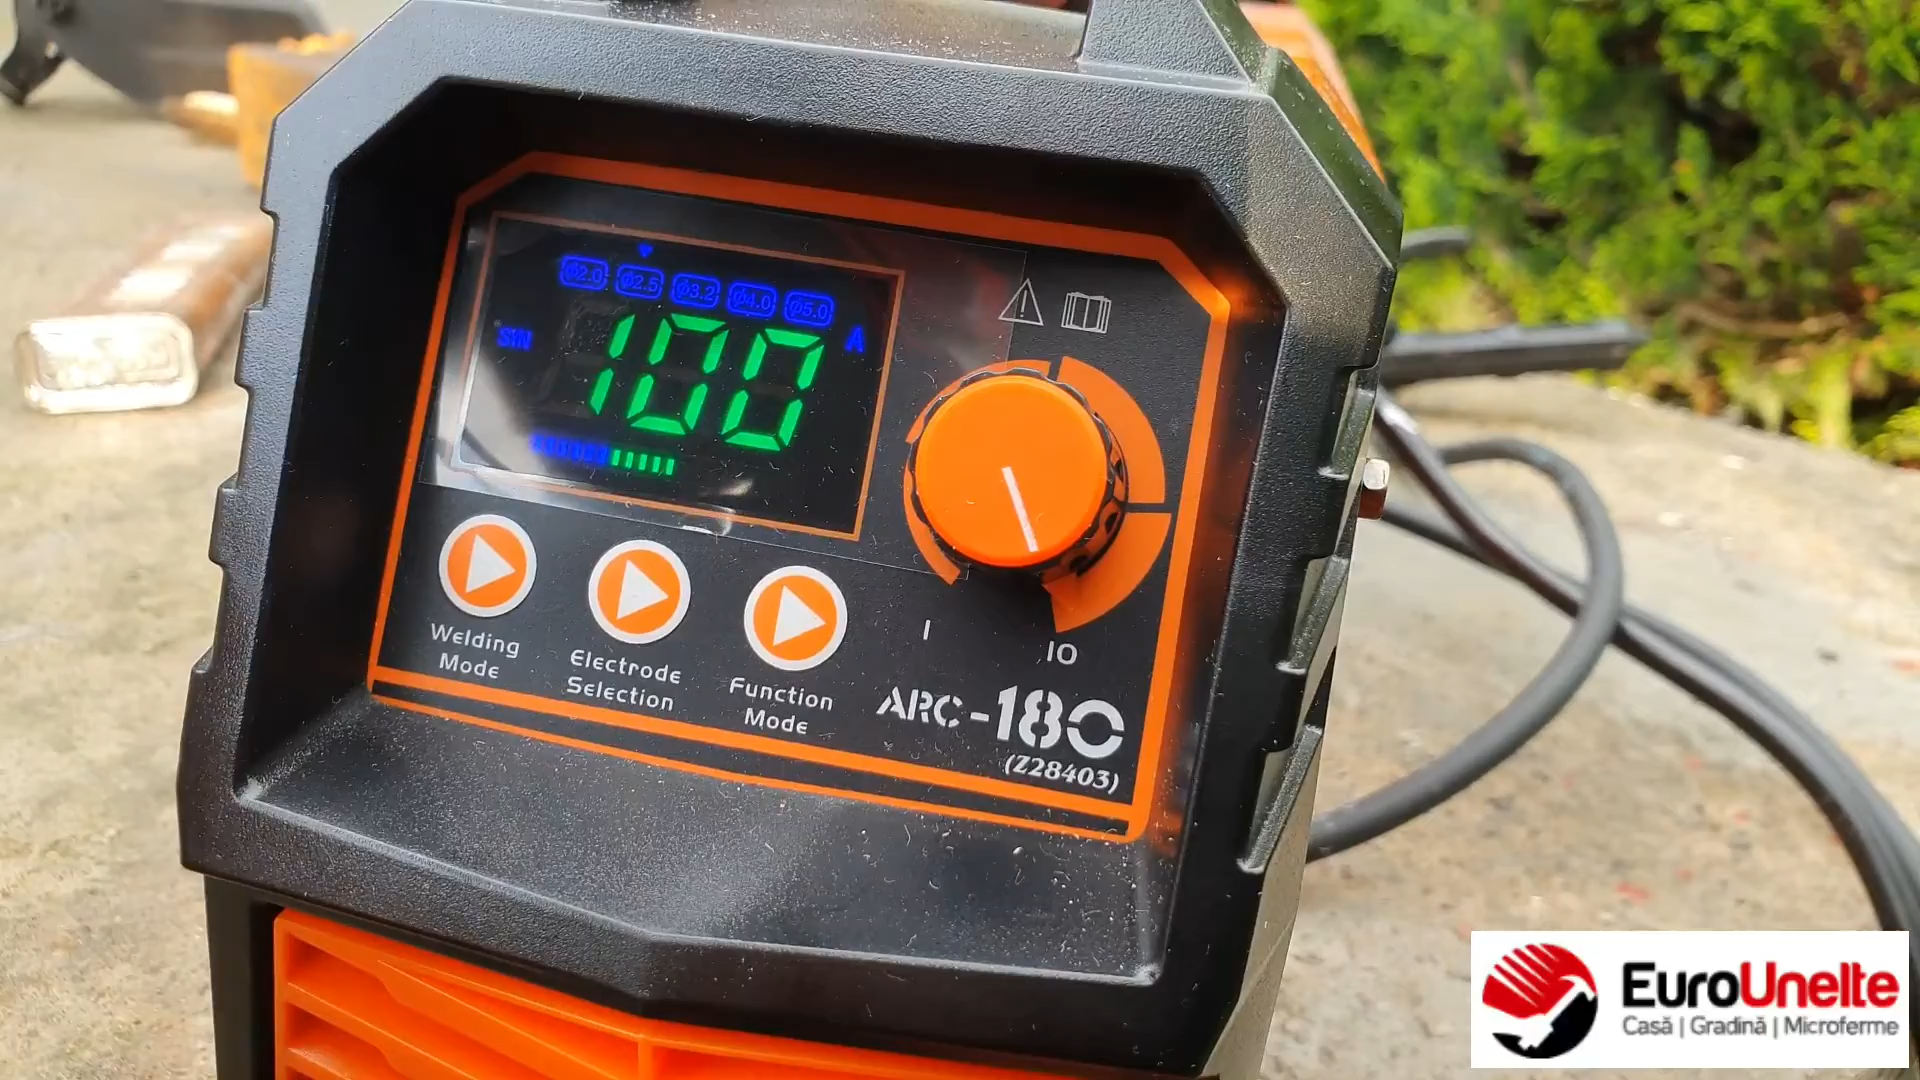 ø2.0 ø2.5 ø3.2 ø4.0 ø5.0
100 A
Welding
Mode
Electrode
Selection
Function
Mode
I
10
ARC-180
(Z28403)
EuroUnelte
Casă | Gradină | Microferme